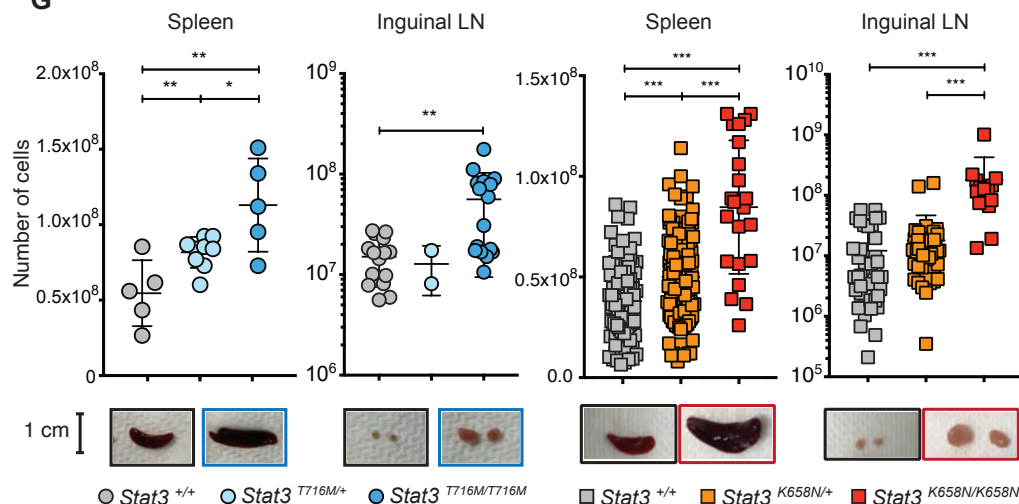 G
Spleen
Inguinal LN
Spleen
Inguinal LN
Number of cells
**
**
*
2.0x10⁸
1.5x10⁸
1.0x10⁸
0.5x10⁸
0
**
10⁹
10⁸
10⁷
10⁶
***
***
***
1.5x10⁸
1.0x10⁸
0.5x10⁸
0.0
***
***
10¹⁰
10⁹
10⁸
10⁷
10⁶
10⁵
1 cm
Stat3 +/+
Stat3 T716M/+
Stat3 T716M/T716M
Stat3 +/+
Stat3 K658N/+
Stat3 K658N/K658N